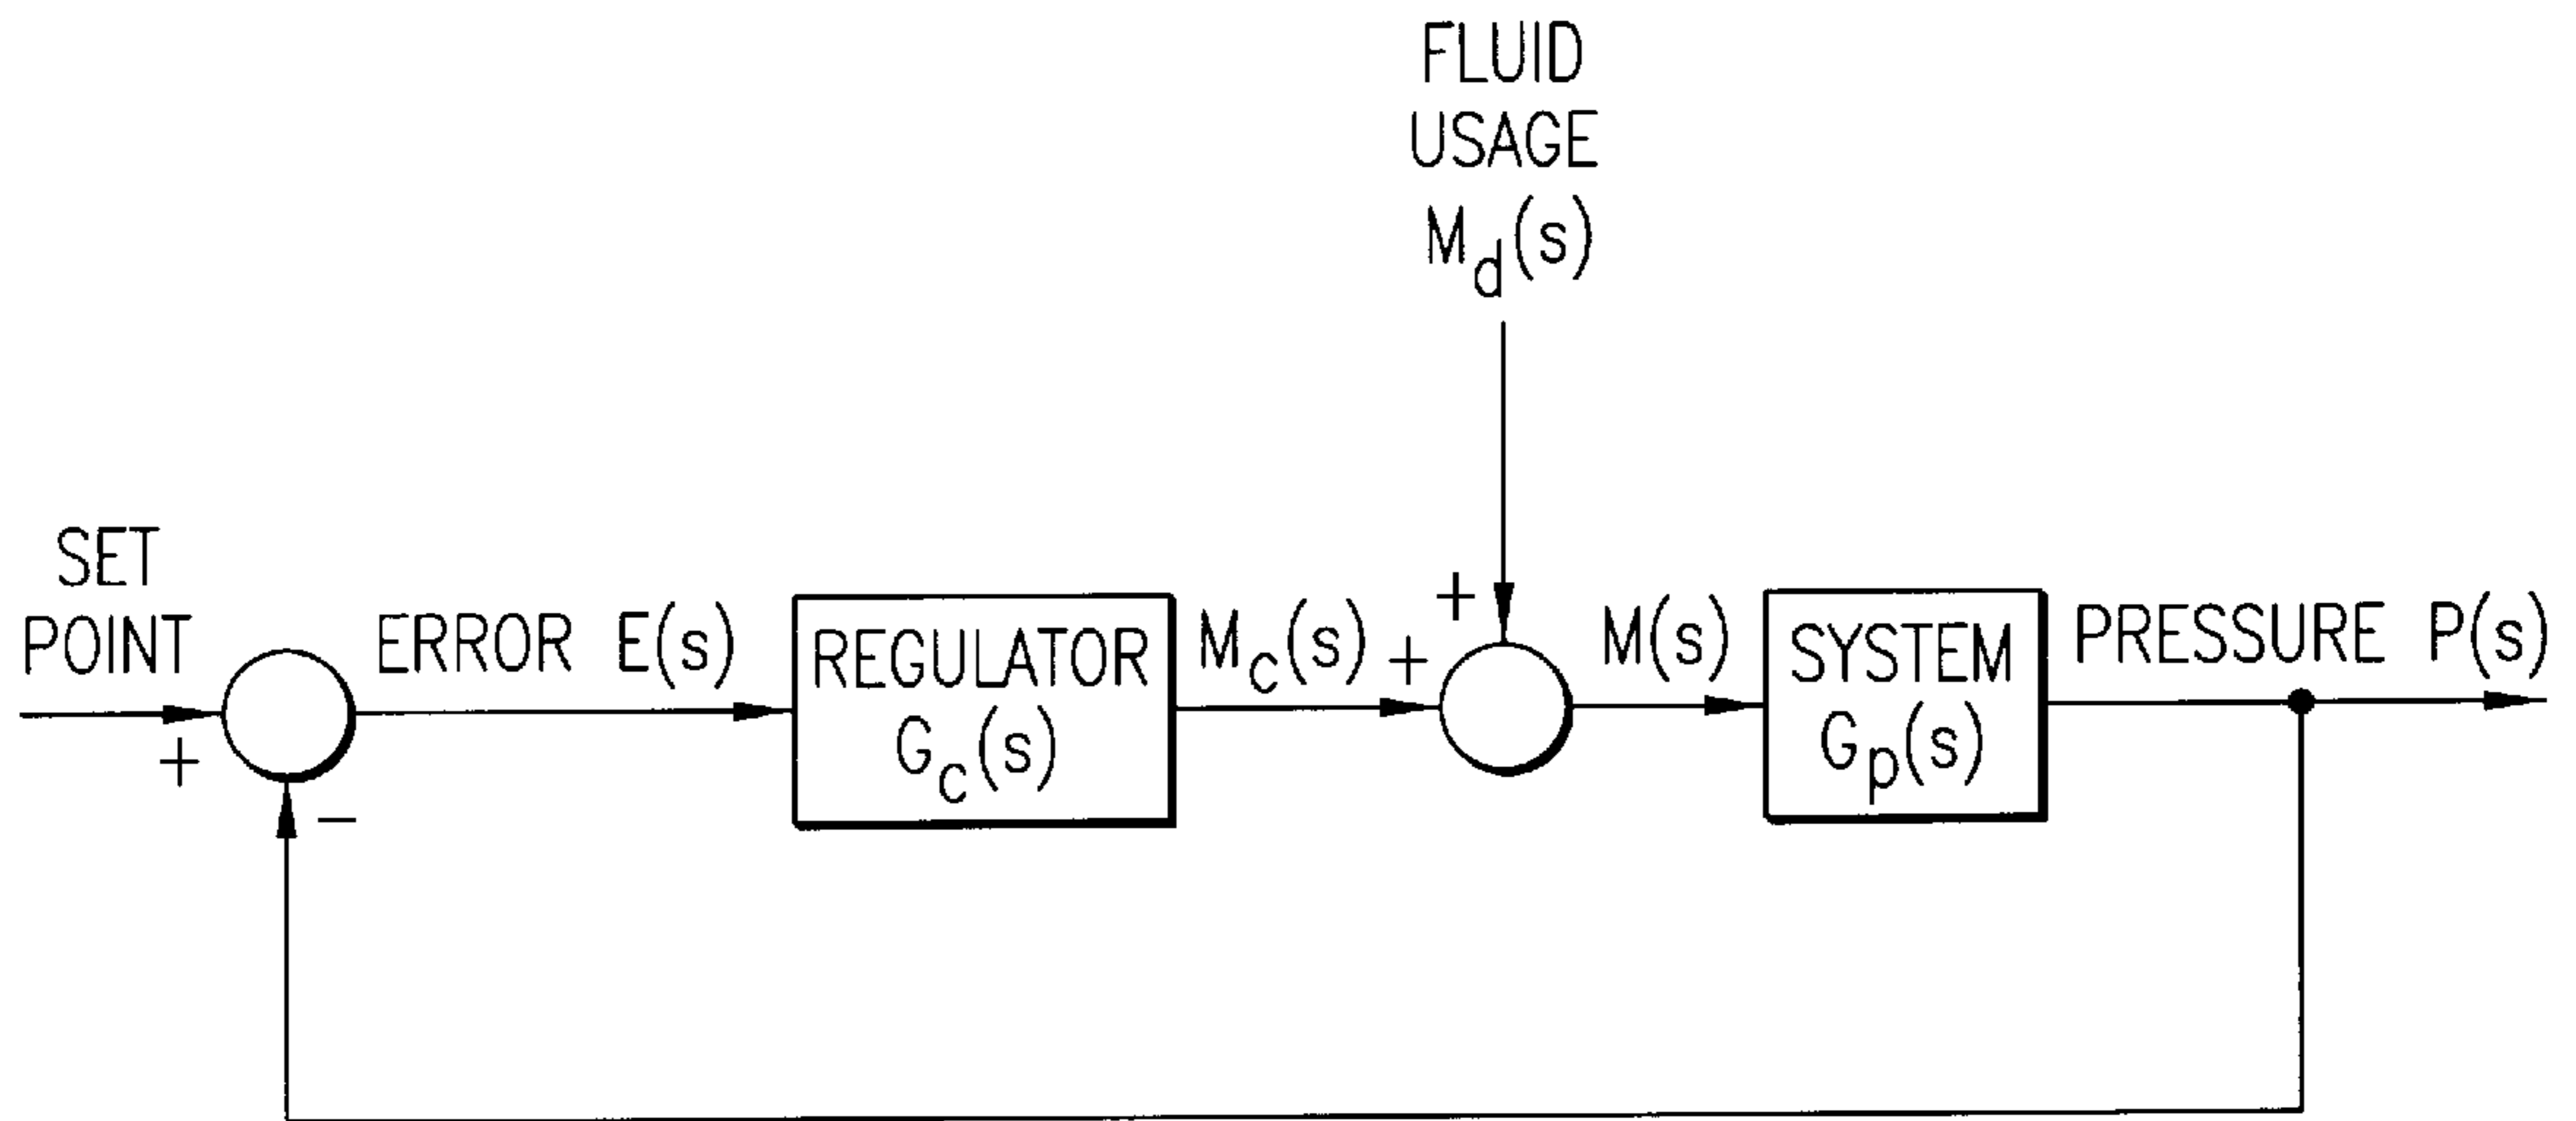 FLUID
USAGE
M_d(s)
SET
POINT
+
-
ERROR E(s)
REGULATOR
G_c(s)
M_c(s)
+
+
M(s)
SYSTEM
G_p(s)
PRESSURE P(s)